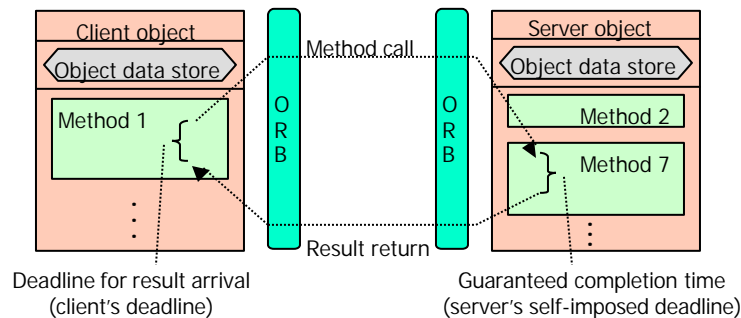 Client object
Object data store
Method 1
Method call
O
R
B
O
R
B
Server object
Object data store
Method 2
Method 7
Result return
Deadline for result arrival
(client's deadline)
Guaranteed completion time
(server's self-imposed deadline)